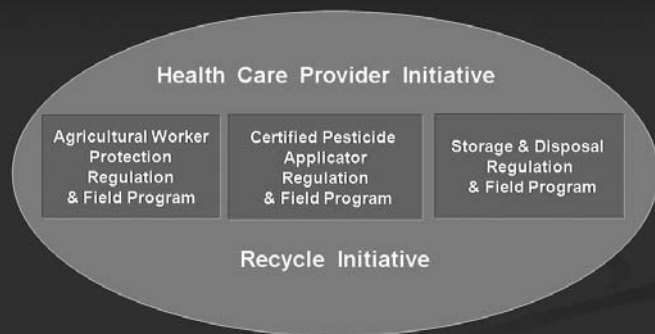 Health Care Provider Initiative
Agricultural Worker
Protection
Regulation
& Field Program
Certified Pesticide
Applicator
Regulation
& Field Program
Storage & Disposal
Regulation
& Field Program
Recycle Initiative